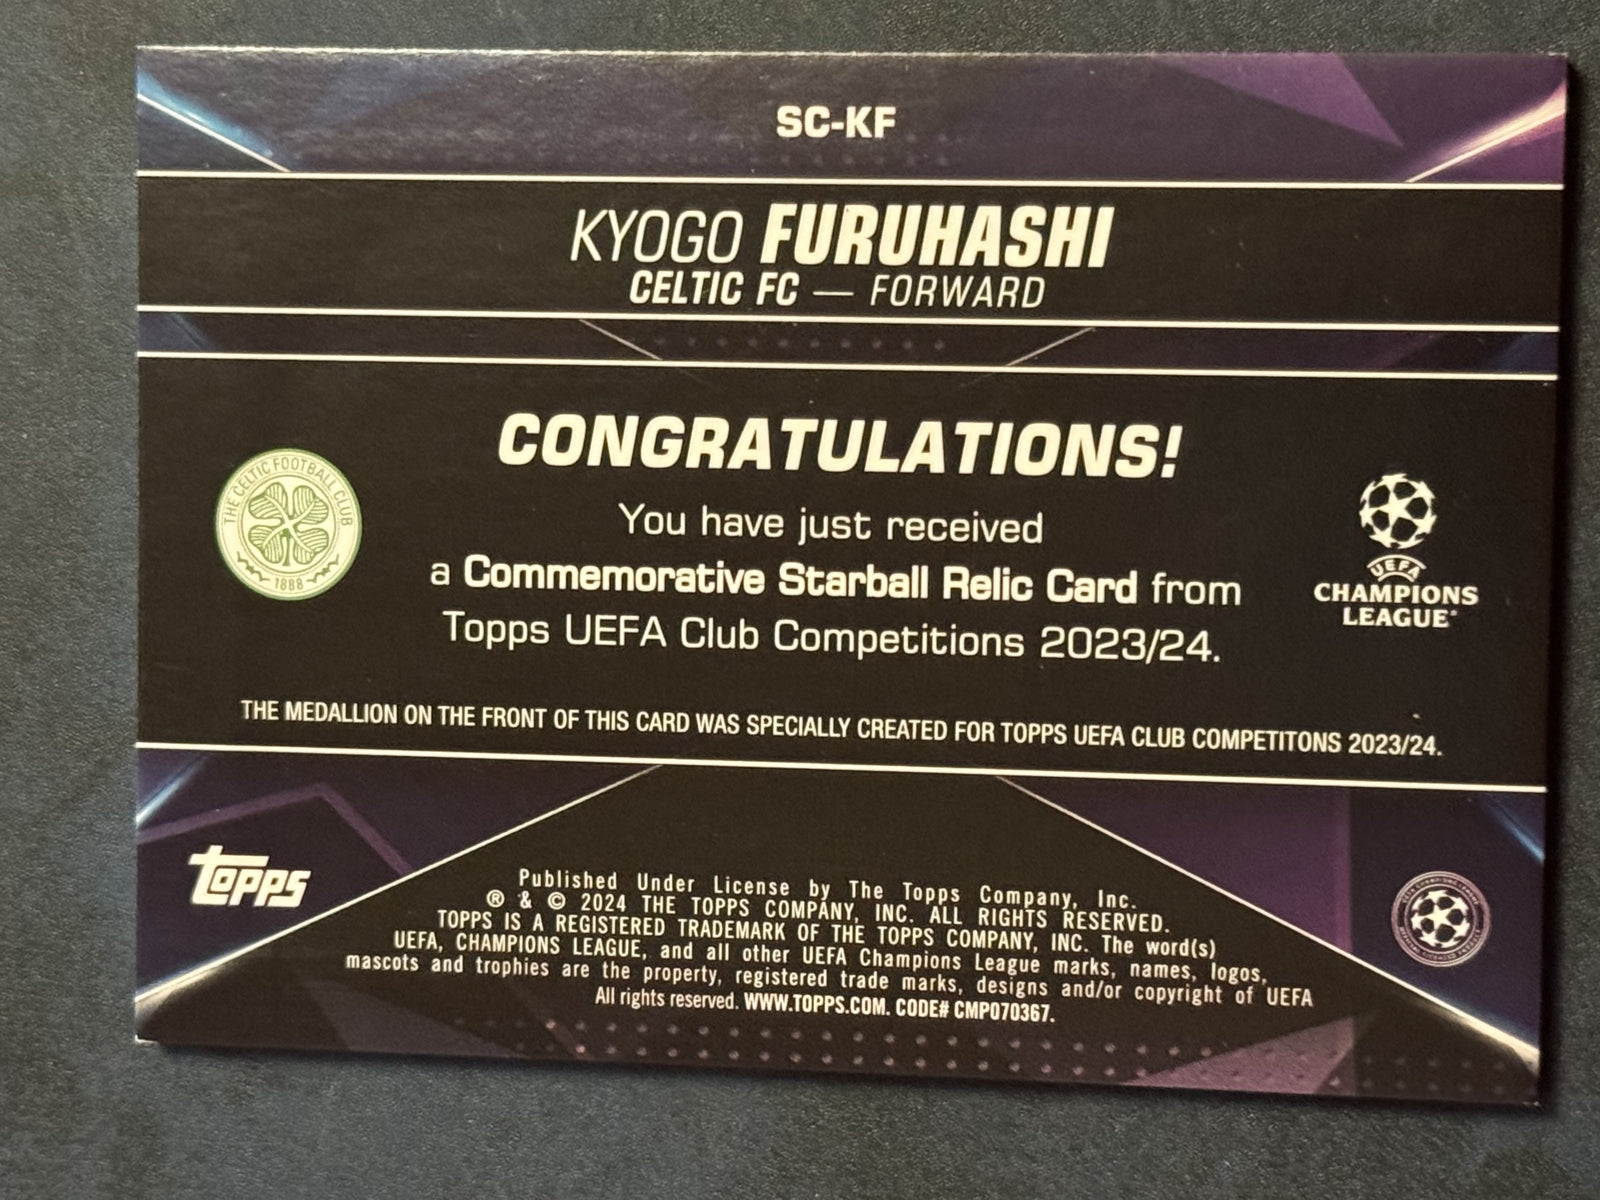 SC-KF
KYOGO FURUHASHI
CELTIC FC — FORWARD
CONGRATULATIONS!
You have just received
a Commemorative Starball Relic Card from
Topps UEFA Club Competitions 2023/24.
THE CELTIC FOOTBALL CLUB
1888
UEFA
CHAMPIONS
LEAGUE®
THE MEDALLION ON THE FRONT OF THIS CARD WAS SPECIALLY CREATED FOR TOPPS UEFA CLUB COMPETITONS 2023/24.
topps
Published Under License by The Topps Company, Inc.
® & © 2024 THE TOPPS COMPANY, INC. ALL RIGHTS RESERVED.
TOPPS IS A REGISTERED TRADEMARK OF THE TOPPS COMPANY, INC. The word(s)
UEFA, CHAMPIONS LEAGUE, and all other UEFA Champions League marks, names, logos,
mascots and trophies are the property, registered trade marks, designs and/or copyright of UEFA
All rights reserved. WWW.TOPPS.COM. CODE# CMP070367.